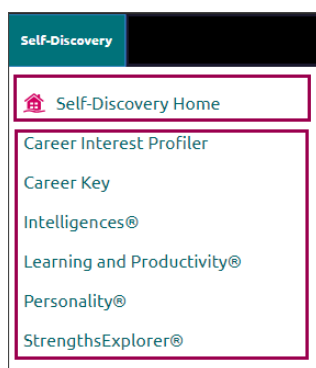 Self-Discovery
Self-Discovery Home
Career Interest Profiler
Career Key
Intelligences®
Learning and Productivity®
Personality®
StrengthsExplorer®